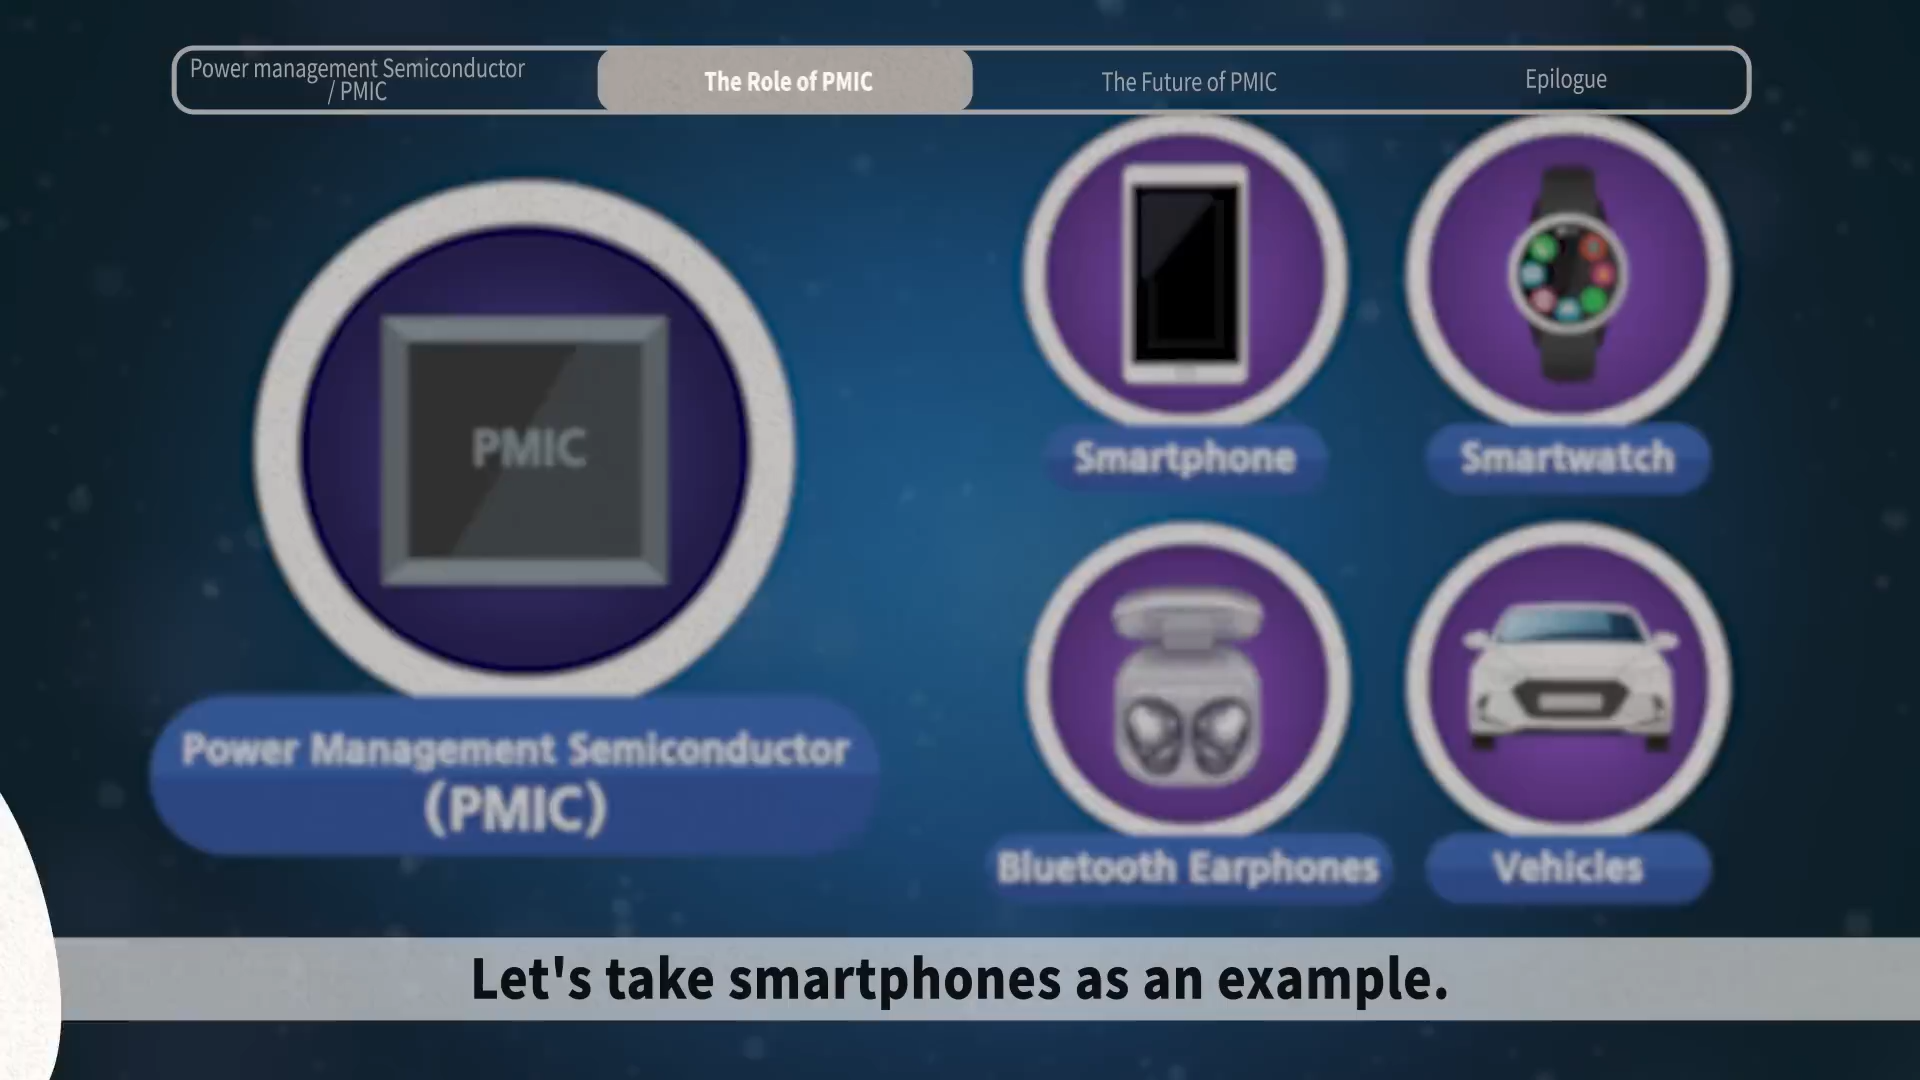 Power management Semiconductor
/ PMIC
The Role of PMIC
The Future of PMIC
Epilogue
PMIC
Power Management Semiconductor
(PMIC)
Smartphone
Smartwatch
Bluetooth Earphones
Vehicles
Let's take smartphones as an example.